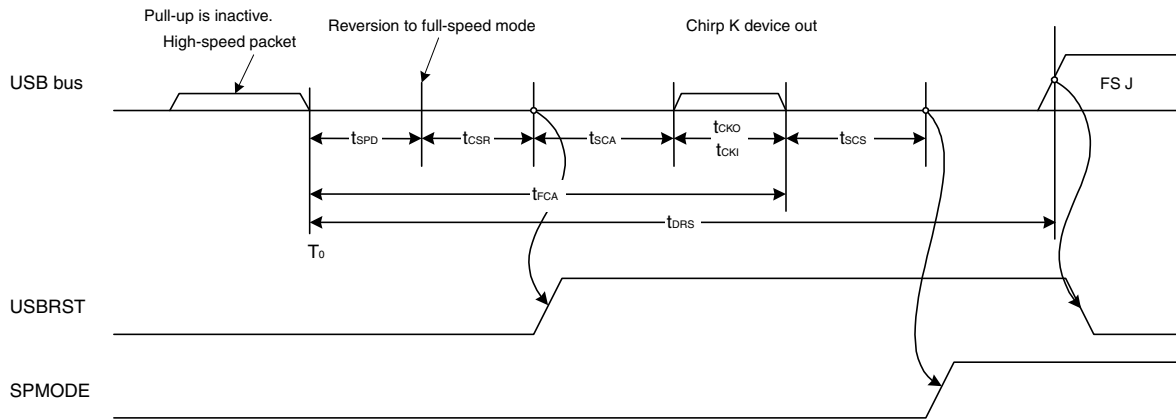 Pull-up is inactive.
High-speed packet
Reversion to full-speed mode
Chirp K device out
USB bus
FS J
tSPD
tCSR
tSCA
tCKO
tCKI
tSCS
tFCA
tDRS
T0
USBRST
SPMODE